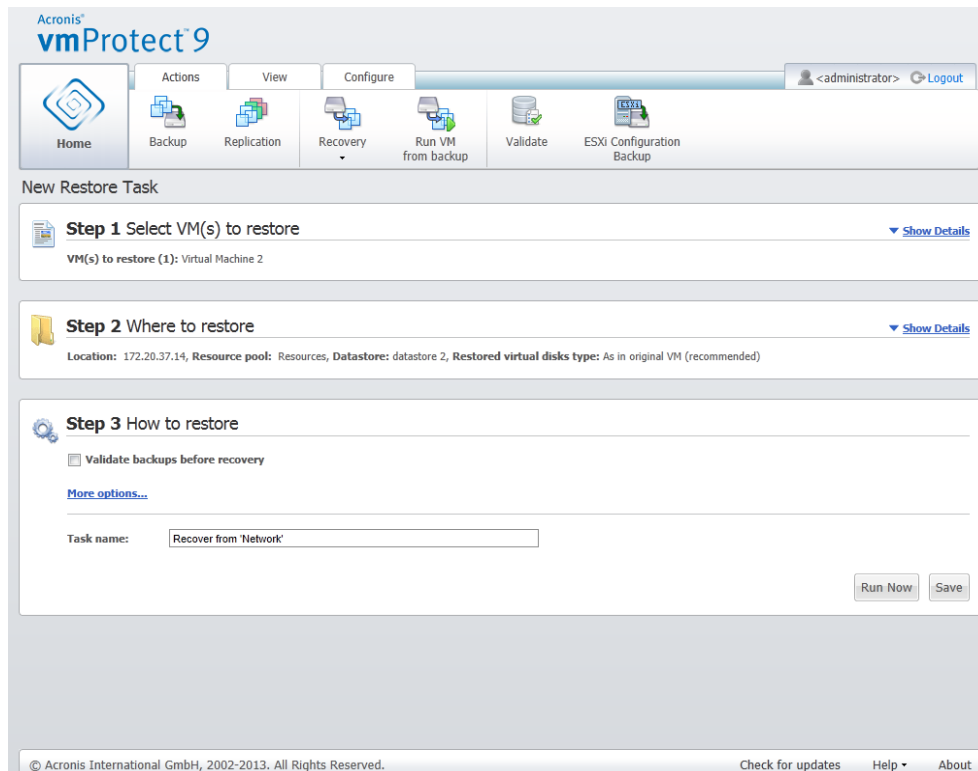 Acronis®
vmProtect™ 9
Actions View Configure
<administrator> Logout
Home
Backup
Replication
Recovery
Run VM
from backup
Validate
ESXi
ESXi Configuration
Backup
New Restore Task
Step 1 Select VM(s) to restore
Show Details
VM(s) to restore (1): Virtual Machine 2
Step 2 Where to restore
Show Details
Location: 172.20.37.14, Resource pool: Resources, Datastore: datastore 2, Restored virtual disks type: As in original VM (recommended)
Step 3 How to restore
Validate backups before recovery
More options...
Task name: Recover from 'Network'
Run Now Save
© Acronis International GmbH, 2002-2013. All Rights Reserved.
Check for updates Help About